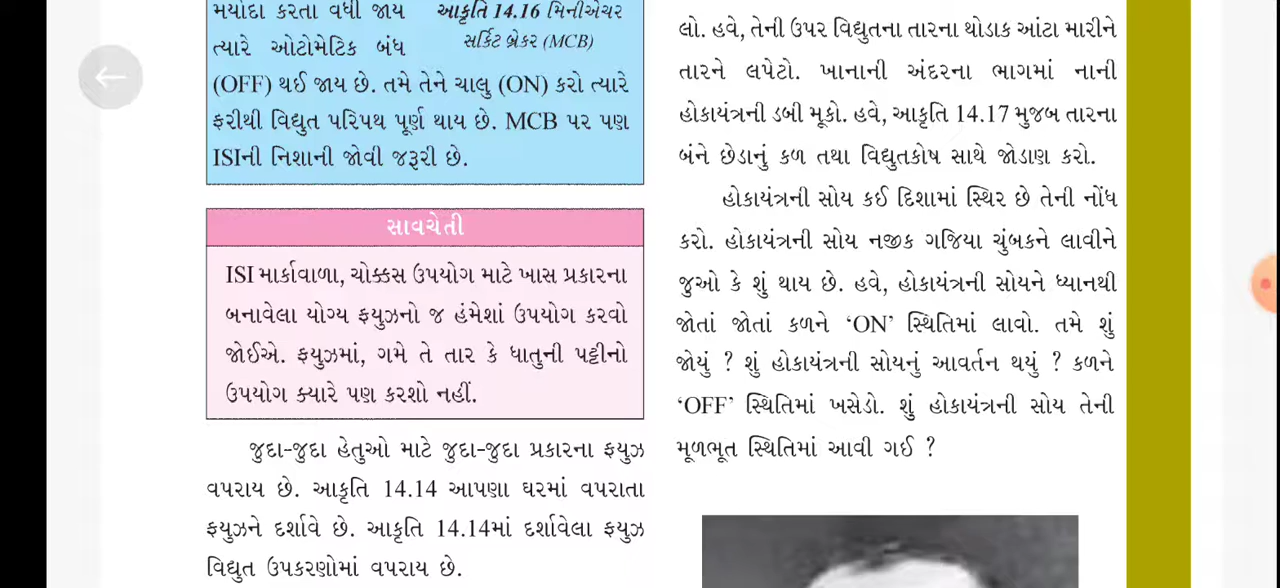 મર્યાદા કરતા વધી જાય
ત્યારે ઓટોમેટિક બંધ
આકૃતિ 14.16 મિનીએચર
સર્કિટ બ્રેકર (MCB)
(OFF) થઈ જાય છે. તમે તેને ચાલુ (ON) કરો ત્યારે
ફરીથી વિદ્યુત પરિપથ પૂર્ણ થાય છે. MCB પર પણ
ISIની નિશાની જોવી જરૂરી છે.
સાવચેતી
ISI માર્કાવાળા, ચોક્કસ ઉપયોગ માટે ખાસ પ્રકારના
બનાવેલા યોગ્ય ફયુઝનો જ હંમેશાં ઉપયોગ કરવો
જોઈએ. ફયુઝમાં, ગમે તે તાર કે ધાતુની પટ્ટીનો
ઉપયોગ ક્યારે પણ કરશો નહીં.
જુદા-જુદા હેતુઓ માટે જુદા-જુદા પ્રકારના ફયુઝ
વપરાય છે. આકૃતિ 14.14 આપણા ઘરમાં વપરાતા
ફયુઝને દર્શાવે છે. આકૃતિ 14.14માં દર્શાવેલા ફયુઝ
વિદ્યુત ઉપકરણોમાં વપરાય છે.
લો. હવે, તેની ઉપર વિદ્યુતના તારના થોડાક આંટા મારીને
તારને લપેટો. ખાનાની અંદરના ભાગમાં નાની
હોકાયંત્રની ડબી મૂકો. હવે, આકૃતિ 14.17 મુજબ તારના
બંને છેડાનું કળ તથા વિદ્યુતકોષ સાથે જોડાણ કરો.
હોકાયંત્રની સોય કઈ દિશામાં સ્થિર છે તેની નોંધ
કરો. હોકાયંત્રની સોય નજીક ગજિયા ચુંબકને લાવીને
જુઓ કે શું થાય છે. હવે, હોકાયંત્રની સોયને ધ્યાનથી
જોતાં જોતાં કળને ‘ON’ સ્થિતિમાં લાવો. તમે શું
જોયું ? શું હોકાયંત્રની સોયનું આવર્તન થયું ? કળને
‘OFF’ સ્થિતિમાં ખસેડો. શું હોકાયંત્રની સોય તેની
મૂળભૂત સ્થિતિમાં આવી ગઈ ?